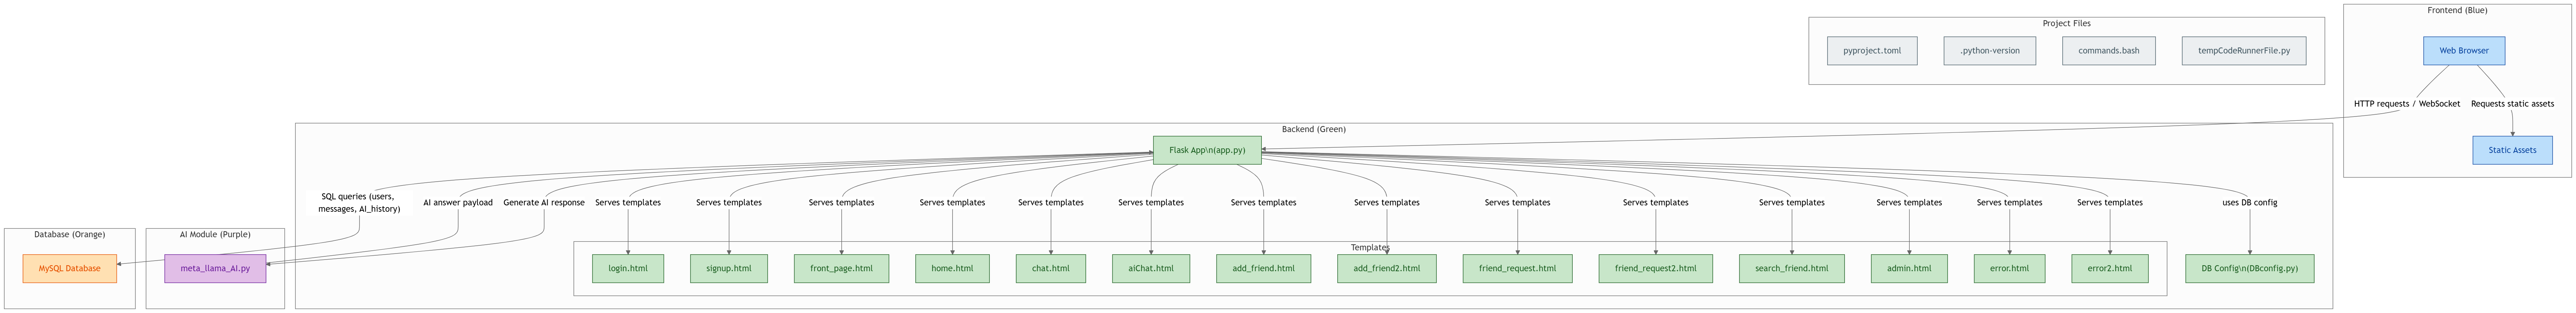 Frontend (Blue)
Project Files
Web Browser
pyproject.toml
.python-version
commands.bash
tempCodeRunnerFile.py
HTTP requests / WebSocket
Requests static assets
Static Assets
Backend (Green)
Flask App\n(app.py)
SQL queries (users,
messages, AI_history)
AI answer payload
Generate AI response
Serves templates
Serves templates
Serves templates
Serves templates
Serves templates
Serves templates
Serves templates
Serves templates
Serves templates
Serves templates
Serves templates
Serves templates
Serves templates
Serves templates
uses DB config
Database (Orange)
MySQL Database
AI Module (Purple)
meta_llama_AI.py
Templates
login.html
signup.html
front_page.html
home.html
chat.html
aiChat.html
add_friend.html
add_friend2.html
friend_request.html
friend_request2.html
search_friend.html
admin.html
error.html
error2.html
DB Config\n(DBconfig.py)